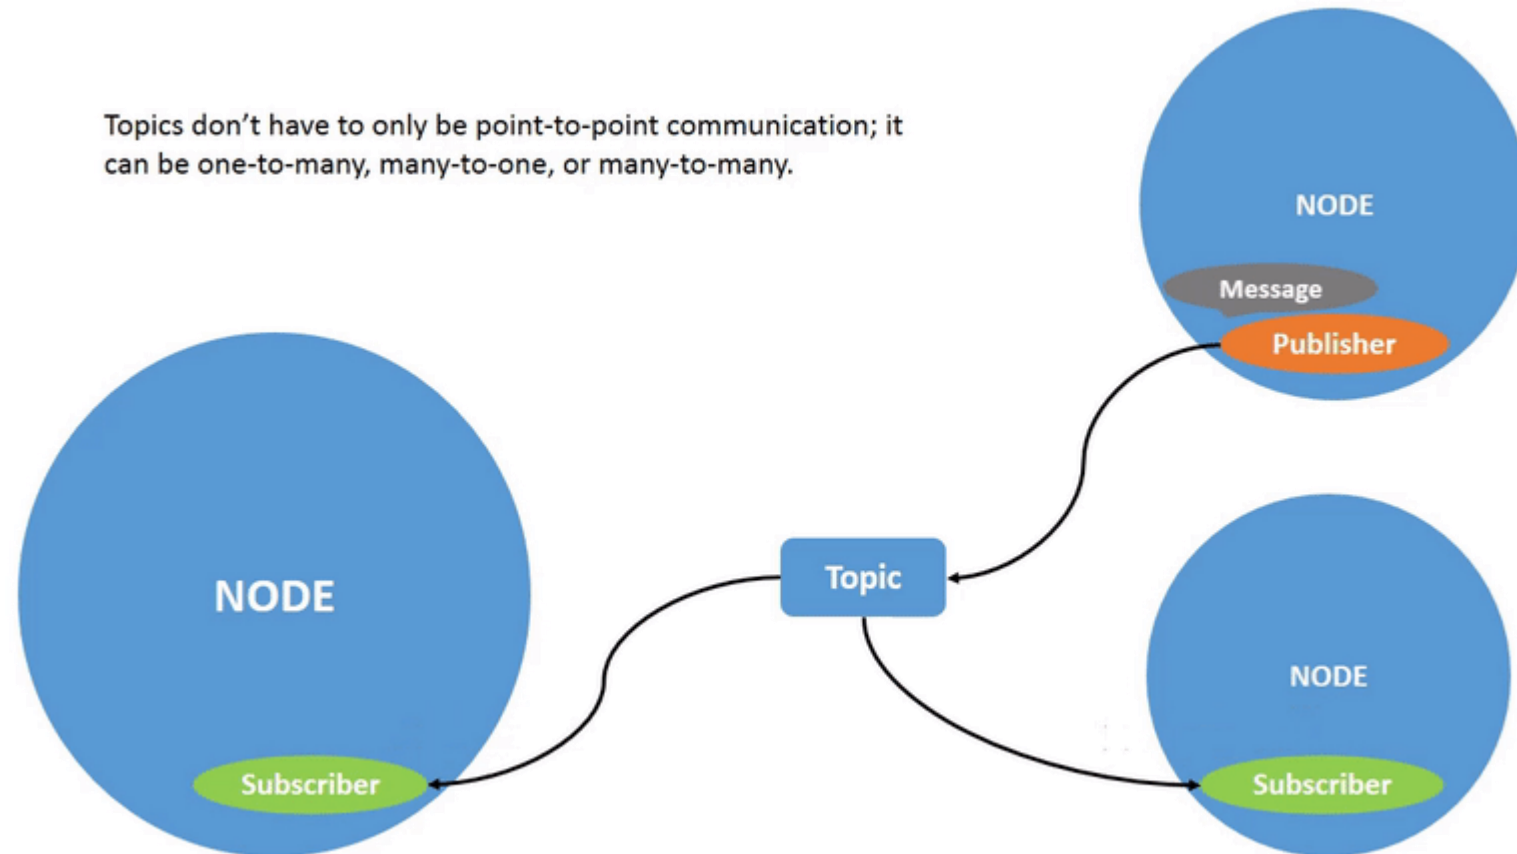 Topics don’t have to only be point-to-point communication; it
can be one-to-many, many-to-one, or many-to-many.
NODE
Message
Publisher
Topic
NODE
NODE
Subscriber
Subscriber